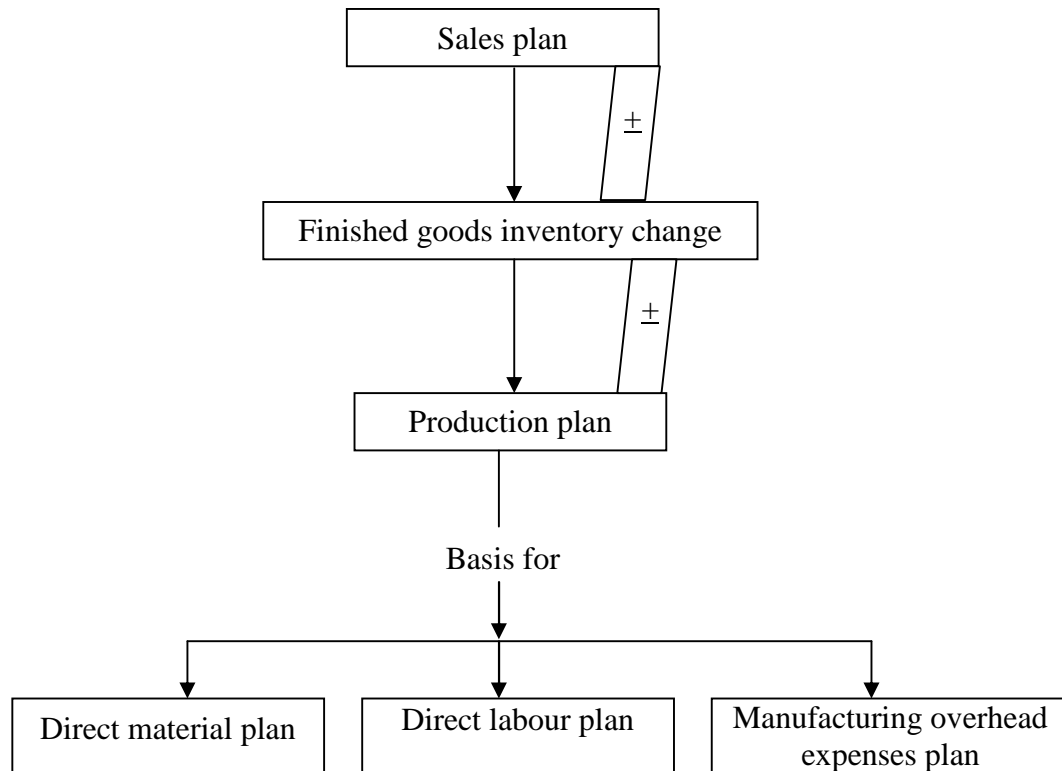 Sales plan
±
Finished goods inventory change
±
Production plan
Basis for
Direct material plan
Direct labour plan
Manufacturing overhead
expenses plan